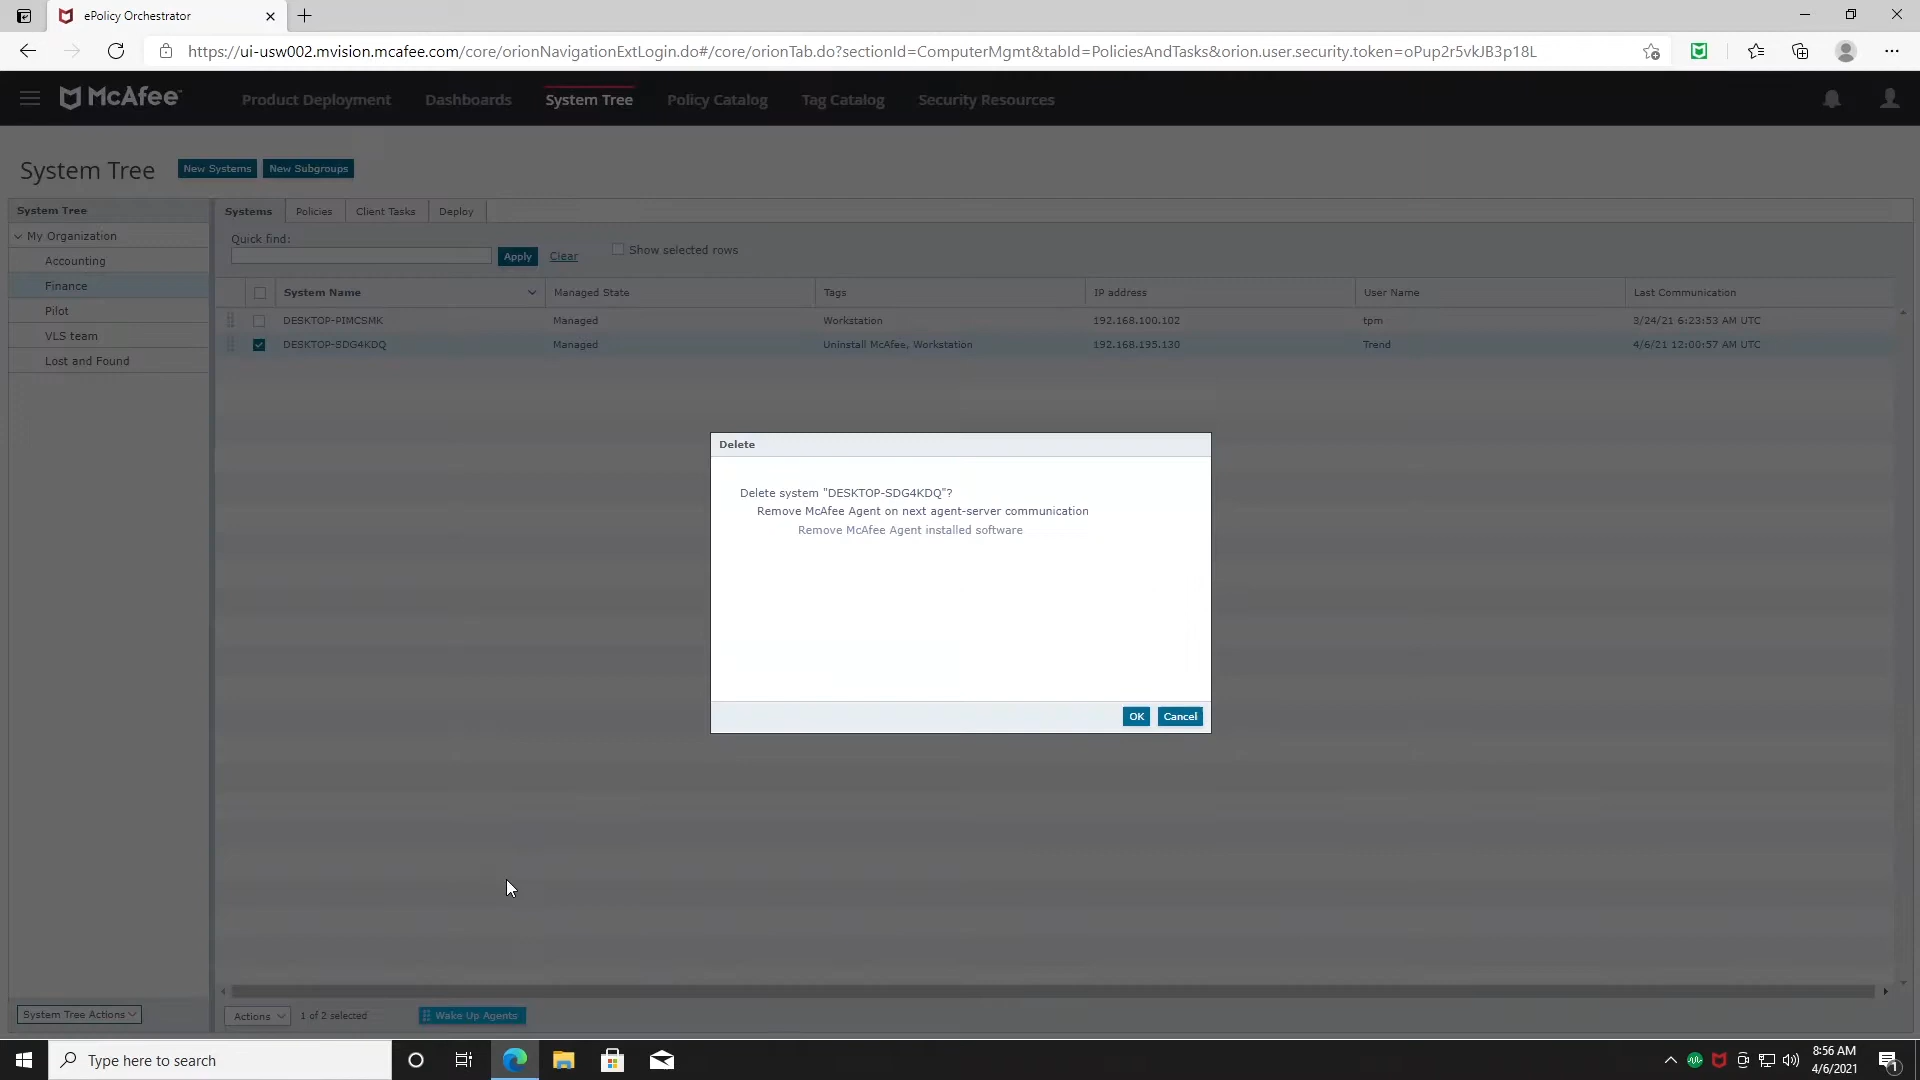 ePolicy Orchestrator
https://ui-usw002.mvision.mcafee.com/core/orionNavigationExtLogin.do#/core/orionTab.do?sectionId=ComputerMgmt&tabId=PoliciesAndTasks&orion.user.security.token=oPup2r5vkJB3p18L
McAfee™ Product Deployment Dashboards System Tree Policy Catalog Tag Catalog Security Resources
System Tree New Systems New Subgroups
System Tree
My Organization
Accounting
Finance
Pilot
VLS team
Lost and Found
Systems Policies Client Tasks Deploy
Quick find:
Apply Clear Show selected rows
System Name Managed State Tags IP address User Name Last Communication
DESKTOP-PIMCSMK Managed Workstation 192.168.100.102 tpm 3/24/21 6:23:53 AM UTC
DESKTOP-SDG4KDQ Managed Uninstall McAfee, Workstation 192.168.195.130 Trend 4/6/21 12:00:57 AM UTC
Delete
Delete system "DESKTOP-SDG4KDQ"?
Remove McAfee Agent on next agent-server communication
Remove McAfee Agent installed software
OK Cancel
System Tree Actions Actions 1 of 2 selected Wake Up Agents
Type here to search
8:56 AM
4/6/2021
1